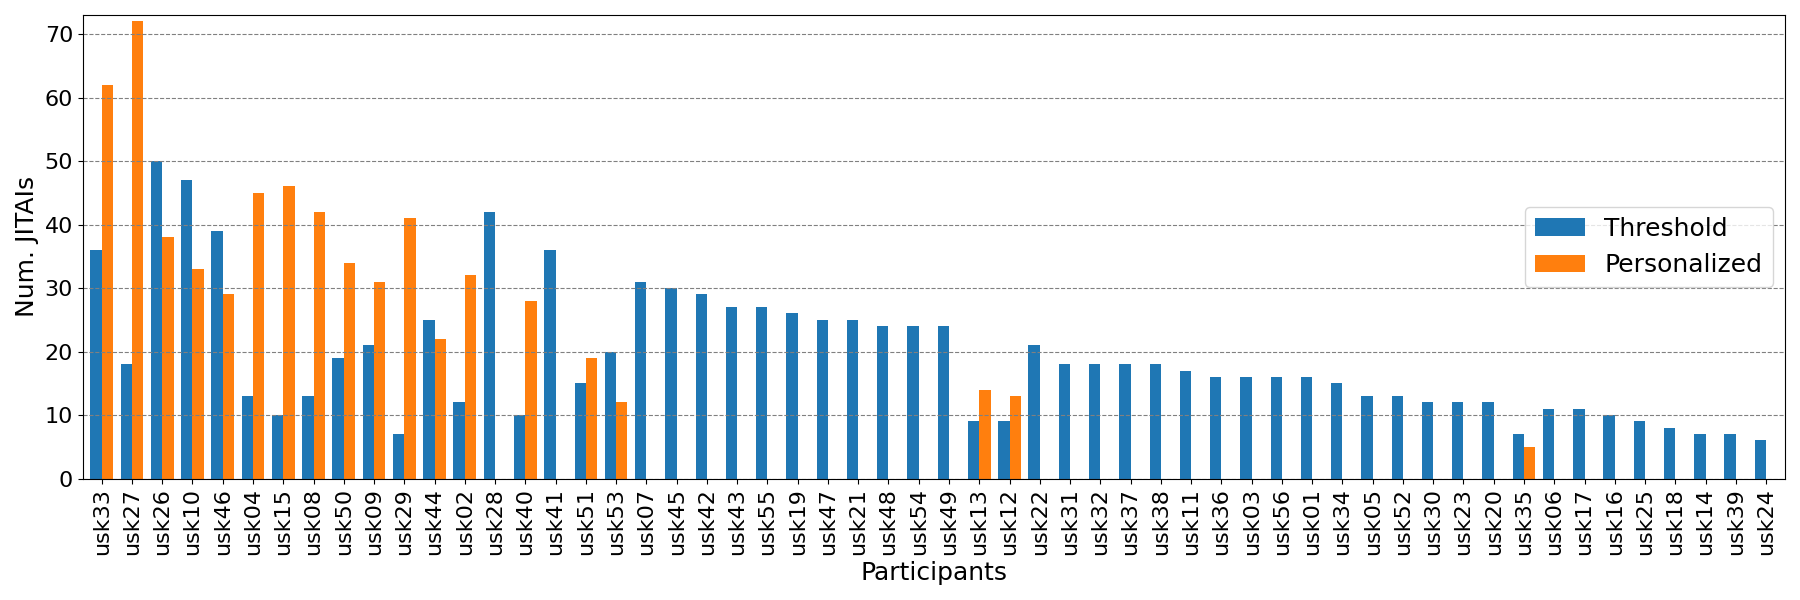 70
60
50
40
30
20
10
0
Num. JITAIs
Threshold
Personalized
usk33 usk27 usk26 usk10 usk46 usk04 usk15 usk08 usk50 usk09 usk29 usk44 usk02 usk28 usk40 usk41 usk51 usk53 usk07 usk45 usk42 usk43 usk55 usk19 usk47 usk21 usk48 usk54 usk49 usk13 usk12 usk22 usk31 usk32 usk37 usk38 usk11 usk36 usk03 usk56 usk01 usk34 usk05 usk52 usk30 usk23 usk20 usk35 usk06 usk17 usk16 usk25 usk18 usk14 usk39 usk24
Participants